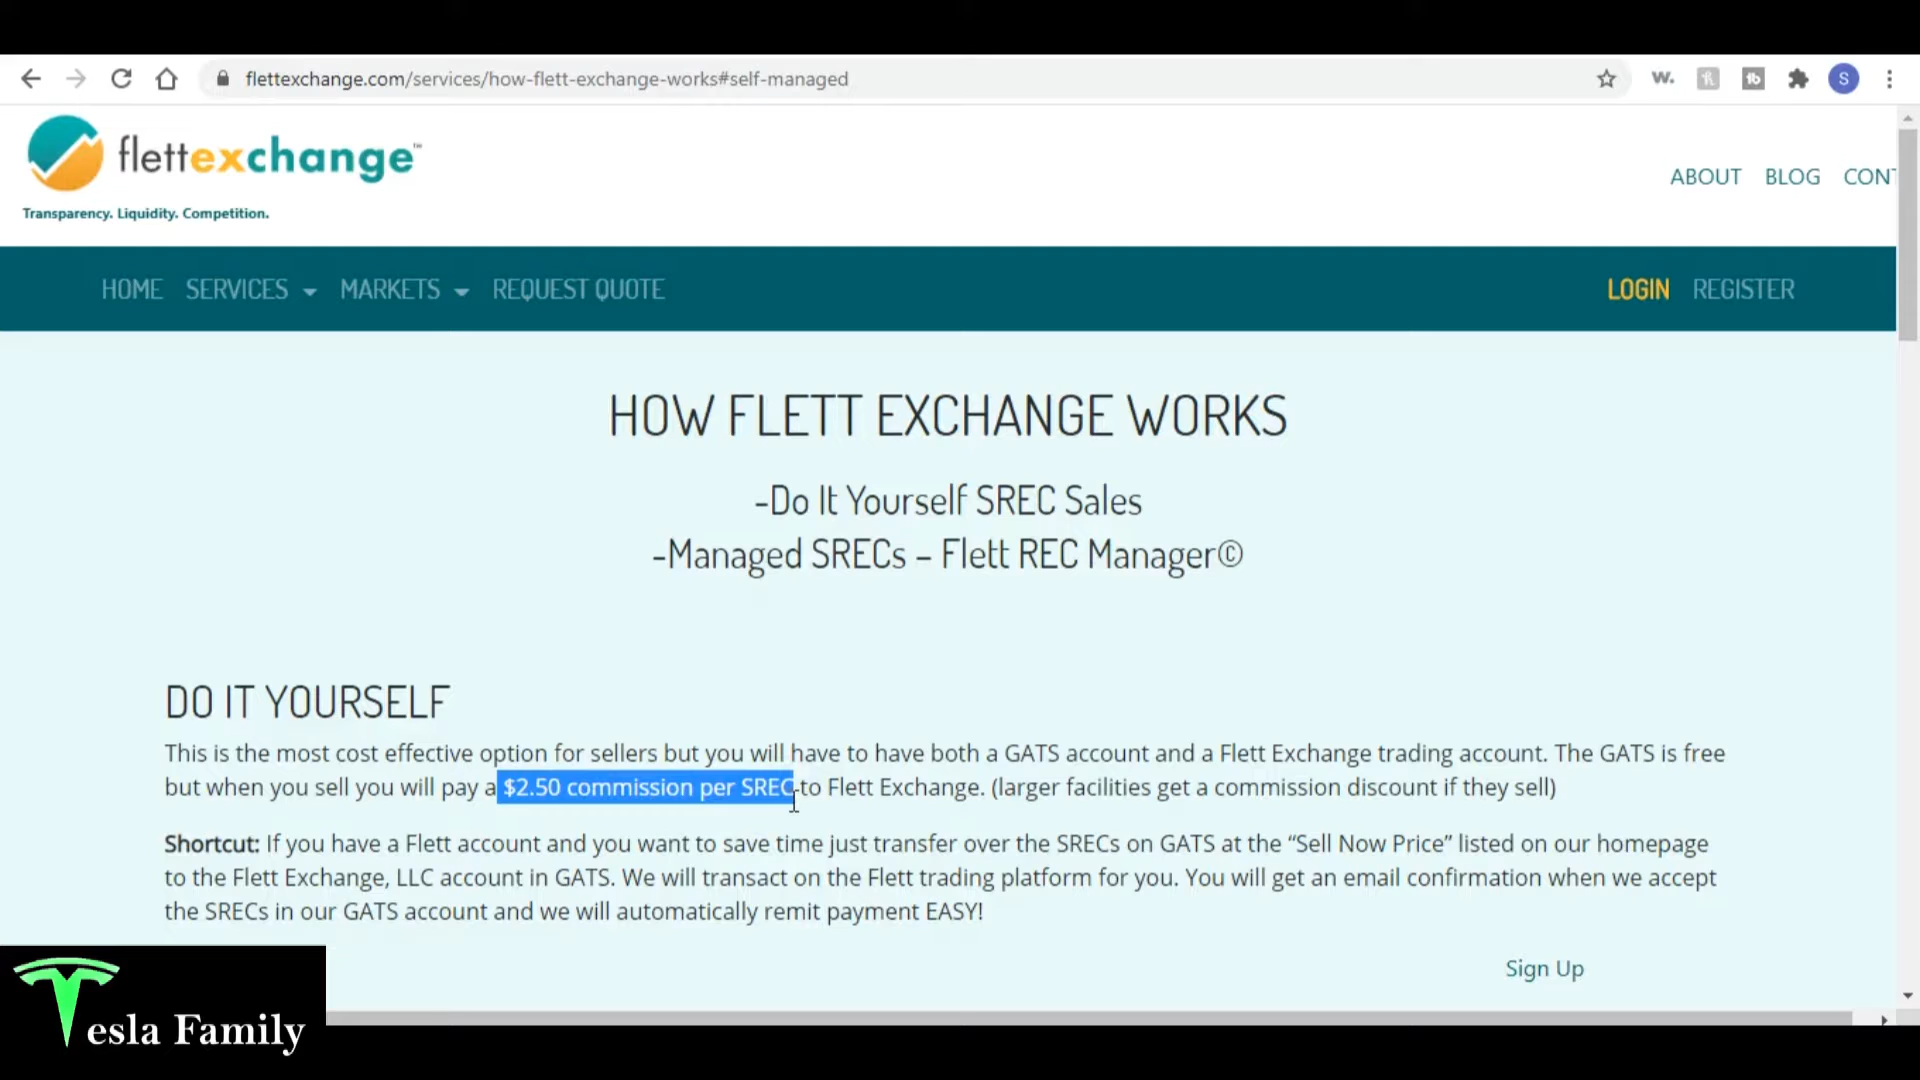 flettexchange.com/services/how-flett-exchange-works#self-managed
W.
S
flettexchange™
Transparency. Liquidity. Competition.
ABOUT BLOG CONT
HOME SERVICES MARKETS REQUEST QUOTE
LOGIN REGISTER
HOW FLETT EXCHANGE WORKS
-Do It Yourself SREC Sales
-Managed SRECs – Flett REC Manager©
DO IT YOURSELF
This is the most cost effective option for sellers but you will have to have both a GATS account and a Flett Exchange trading account. The GATS is free
but when you sell you will pay a $2.50 commission per SREC to Flett Exchange. (larger facilities get a commission discount if they sell)
Shortcut: If you have a Flett account and you want to save time just transfer over the SRECs on GATS at the “Sell Now Price” listed on our homepage
to the Flett Exchange, LLC account in GATS. We will transact on the Flett trading platform for you. You will get an email confirmation when we accept
the SRECs in our GATS account and we will automatically remit payment EASY!
Sign Up
Tesla Family